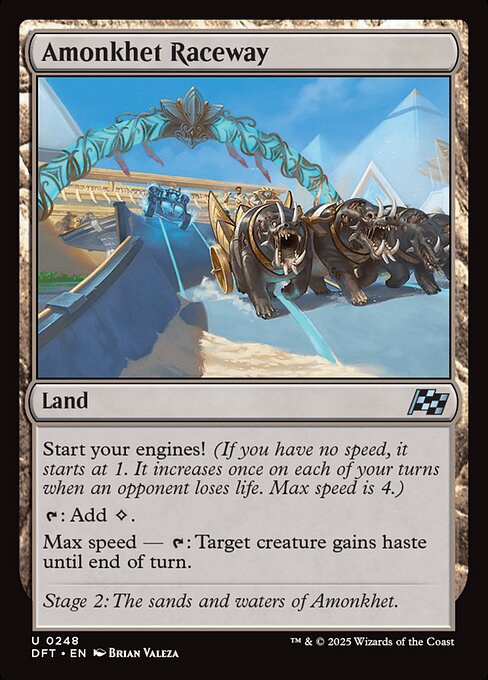 Amonkhet Raceway
Land
Start your engines! (If you have no speed, it
starts at 1. It increases once on each of your turns
when an opponent loses life. Max speed is 4.)
: Add .
Max speed — : Target creature gains haste
until end of turn.
Stage 2: The sands and waters of Amonkhet.
U 0248
DFT • EN Brian Valeza
™ & © 2025 Wizards of the Coast